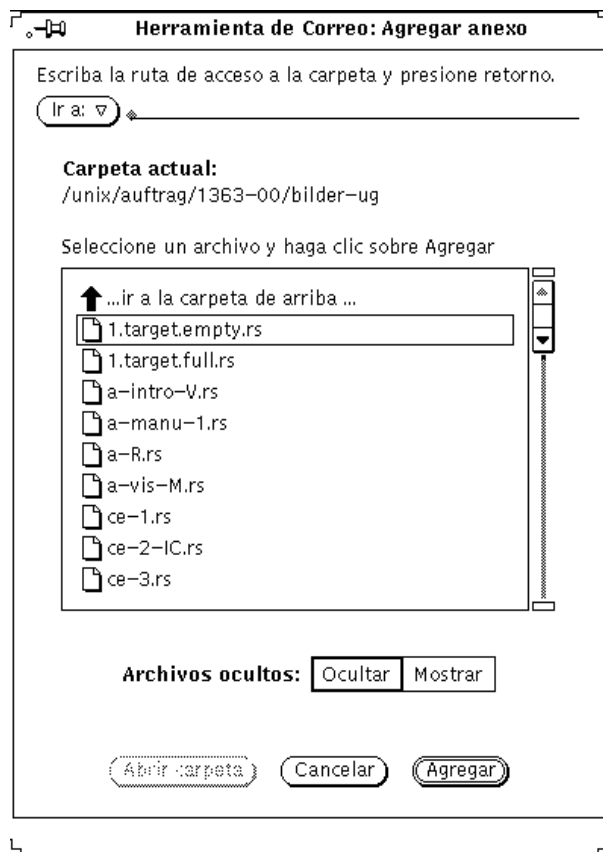 Herramienta de Correo: Agregar anexo
Escriba la ruta de acceso a la carpeta y presione retorno.
Ir a:
Carpeta actual:
/unix/auftrag/1363-00/bilder-ug
Seleccione un archivo y haga clic sobre Agregar
...ir a la carpeta de arriba ...
1.target.empty.rs
1.target.full.rs
a-intro-V.rs
a-manu-1.rs
a-R.rs
a-vis-M.rs
ce-1.rs
ce-2-IC.rs
ce-3.rs
Archivos ocultos: Ocultar Mostrar
Abrir carpeta Cancelar Agregar